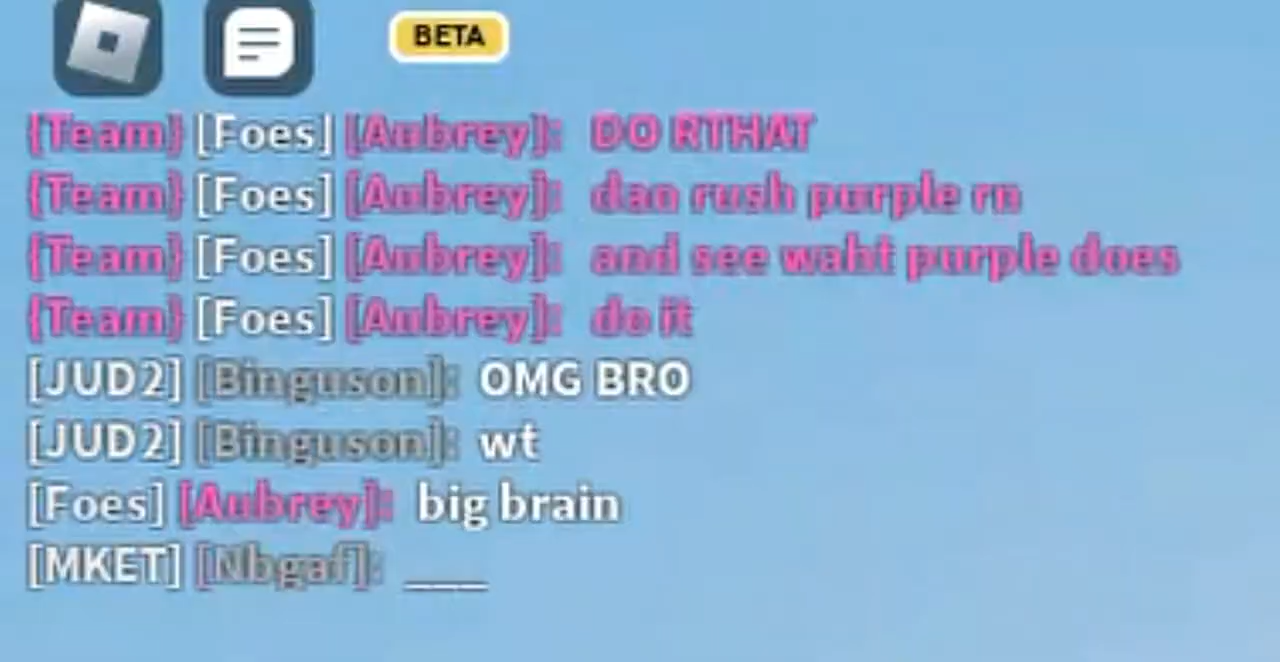 BETA
{Team} [Foes] [Aubrey]: DO RTHAT
{Team} [Foes] [Aubrey]: dan rush purple rn
{Team} [Foes] [Aubrey]: and see waht purple does
{Team} [Foes] [Aubrey]: do it
[JUD2] [Binguson]: OMG BRO
[JUD2] [Binguson]: wt
[Foes] [Aubrey]: big brain
[MKET] [Nbgaf]: ___